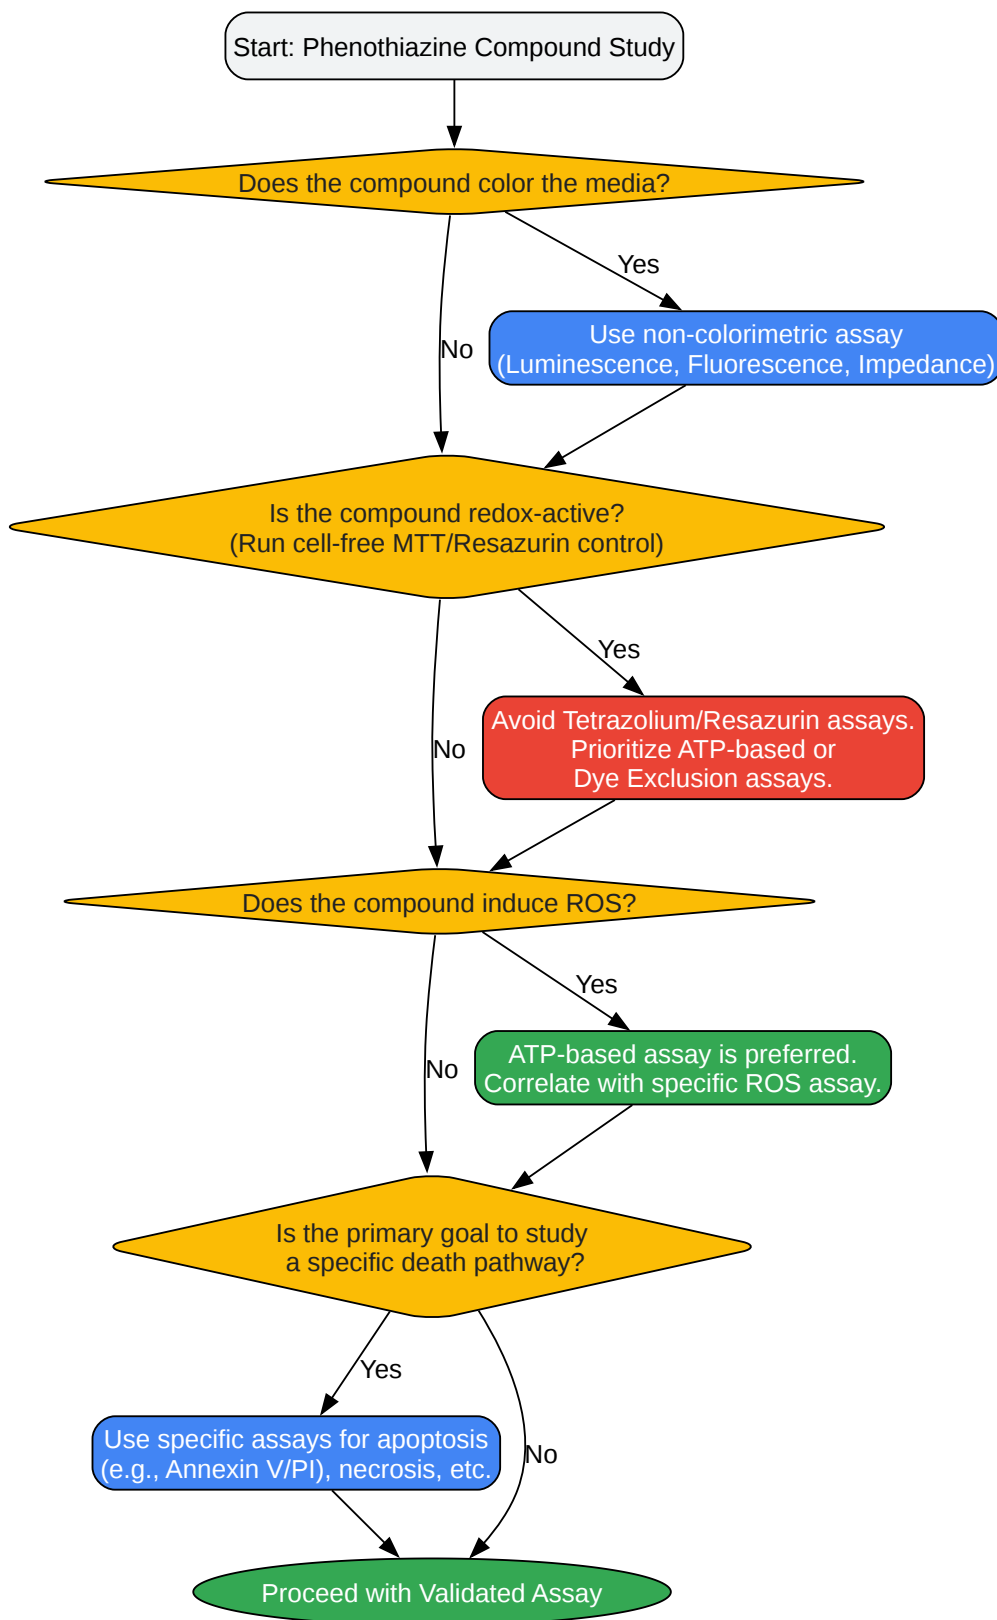 Start: Phenothiazine Compound Study
Does the compound color the media?
Yes
Use non-colorimetric assay
(Luminescence, Fluorescence, Impedance)
No
Is the compound redox-active?
(Run cell-free MTT/Resazurin control)
Yes
Avoid Tetrazolium/Resazurin assays.
Prioritize ATP-based or
Dye Exclusion assays.
No
Does the compound induce ROS?
Yes
ATP-based assay is preferred.
Correlate with specific ROS assay.
No
Is the primary goal to study
a specific death pathway?
Yes
Use specific assays for apoptosis
(e.g., Annexin V/PI), necrosis, etc.
No
Proceed with Validated Assay